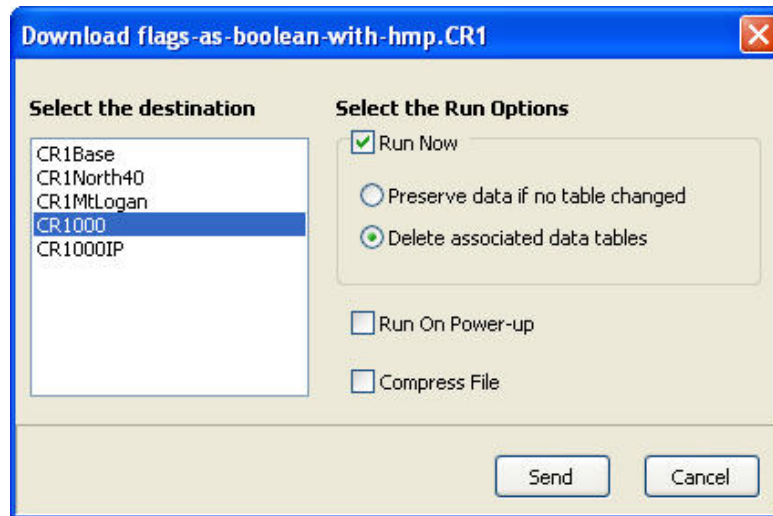 Download flags-as-boolean-with-hmp.CR1
Select the destination
CR1Base
CR1North40
CR1MtLogan
CR1000
CR1000IP
Select the Run Options
Run Now
Preserve data if no table changed
Delete associated data tables
Run On Power-up
Compress File
Send
Cancel